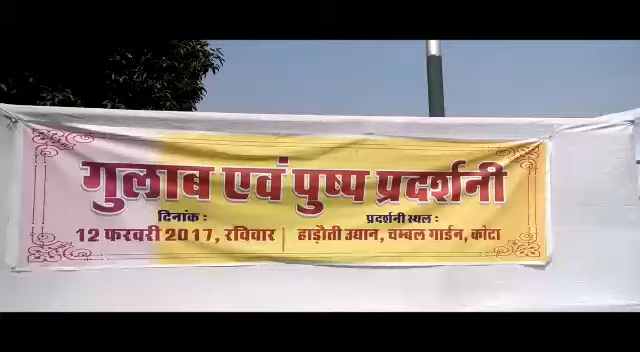 गुलाब एवं पुष्प प्रदर्शनी
दिनांक : प्रदर्शनी स्थल :
12 फरवरी 2017, रविवार | हाड़ौती उद्यान, चम्बल गार्डन, कोटा